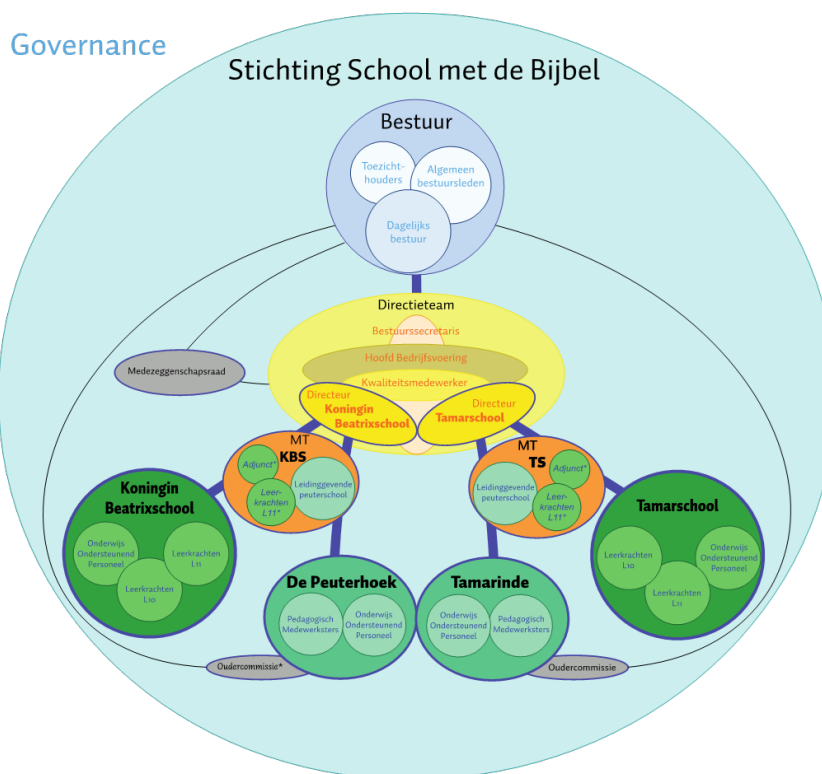 Governance
Stichting School met de Bijbel
Bestuur
Toezicht-
houders
Algemeen
bestuursleden
Dagelijks
bestuur
Directieteam
Bestuurssecretaris
Hoofd Bedrijfsvoering
Kwaliteitsmedewerker
Medezeggenschapsraad
Directeur
Koningin
Beatrixschool
Directeur
Tamarschool
MT
KBS
Adjunct*
Leer-
krachten
L11*
Leidinggevende
peuterschool
MT
TS
Adjunct*
Leidinggevende
peuterschool
Leer-
krachten
L11*
Koningin
Beatrixschool
Onderwijs
Ondersteunend
Personeel
Leerkrachten
L11
Leerkrachten
L10
Tamarschool
Leerkrachten
L10
Onderwijs
Ondersteunend
Personeel
Leerkrachten
L11
De Peuterhoek
Pedagogisch
Medewerksters
Onderwijs
Ondersteunend
Personeel
Tamarinde
Onderwijs
Ondersteunend
Personeel
Pedagogisch
Medewerksters
Oudercommissie*
Oudercommissie